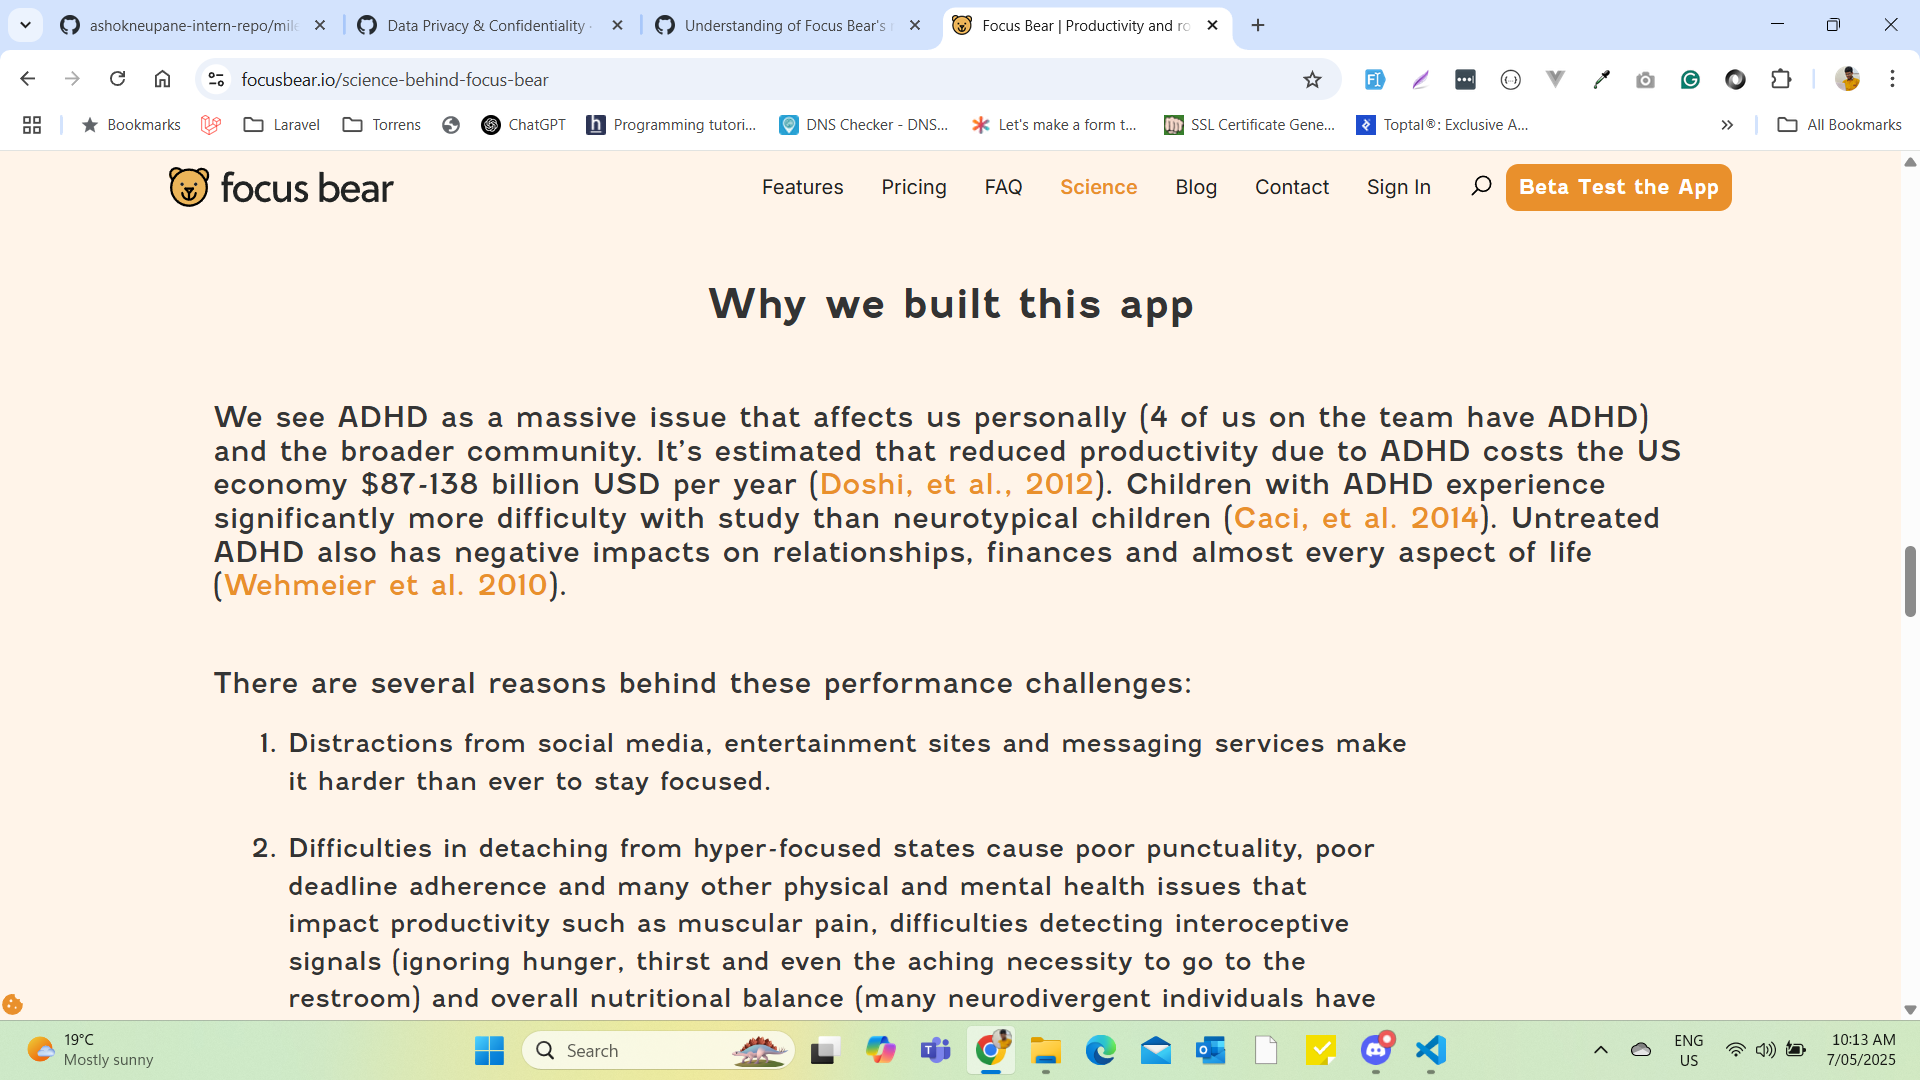 ashokneupane-intern-repo/mile
Data Privacy & Confidentiality
Understanding of Focus Bear's
Focus Bear | Productivity and ro
focusbear.io/science-behind-focus-bear
Bookmarks
Laravel
Torrens
ChatGPT
Programming tutori...
DNS Checker - DNS...
Let's make a form t...
SSL Certificate Gene...
Toptal®: Exclusive A...
All Bookmarks
focus bear
Features
Pricing
FAQ
Science
Blog
Contact
Sign In
Beta Test the App
Why we built this app
We see ADHD as a massive issue that affects us personally (4 of us on the team have ADHD)
and the broader community. It's estimated that reduced productivity due to ADHD costs the US
economy $87-138 billion USD per year (Doshi, et al., 2012). Children with ADHD experience
significantly more difficulty with study than neurotypical children (Caci, et al. 2014). Untreated
ADHD also has negative impacts on relationships, finances and almost every aspect of life
(Wehmeier et al. 2010).
There are several reasons behind these performance challenges:
1. Distractions from social media, entertainment sites and messaging services make
it harder than ever to stay focused.
2. Difficulties in detaching from hyper-focused states cause poor punctuality, poor
deadline adherence and many other physical and mental health issues that
impact productivity such as muscular pain, difficulties detecting interoceptive
signals (ignoring hunger, thirst and even the aching necessity to go to the
restroom) and overall nutritional balance (many neurodivergent individuals have
19°C
Mostly sunny
Search
ENG
US
10:13 AM
7/05/2025